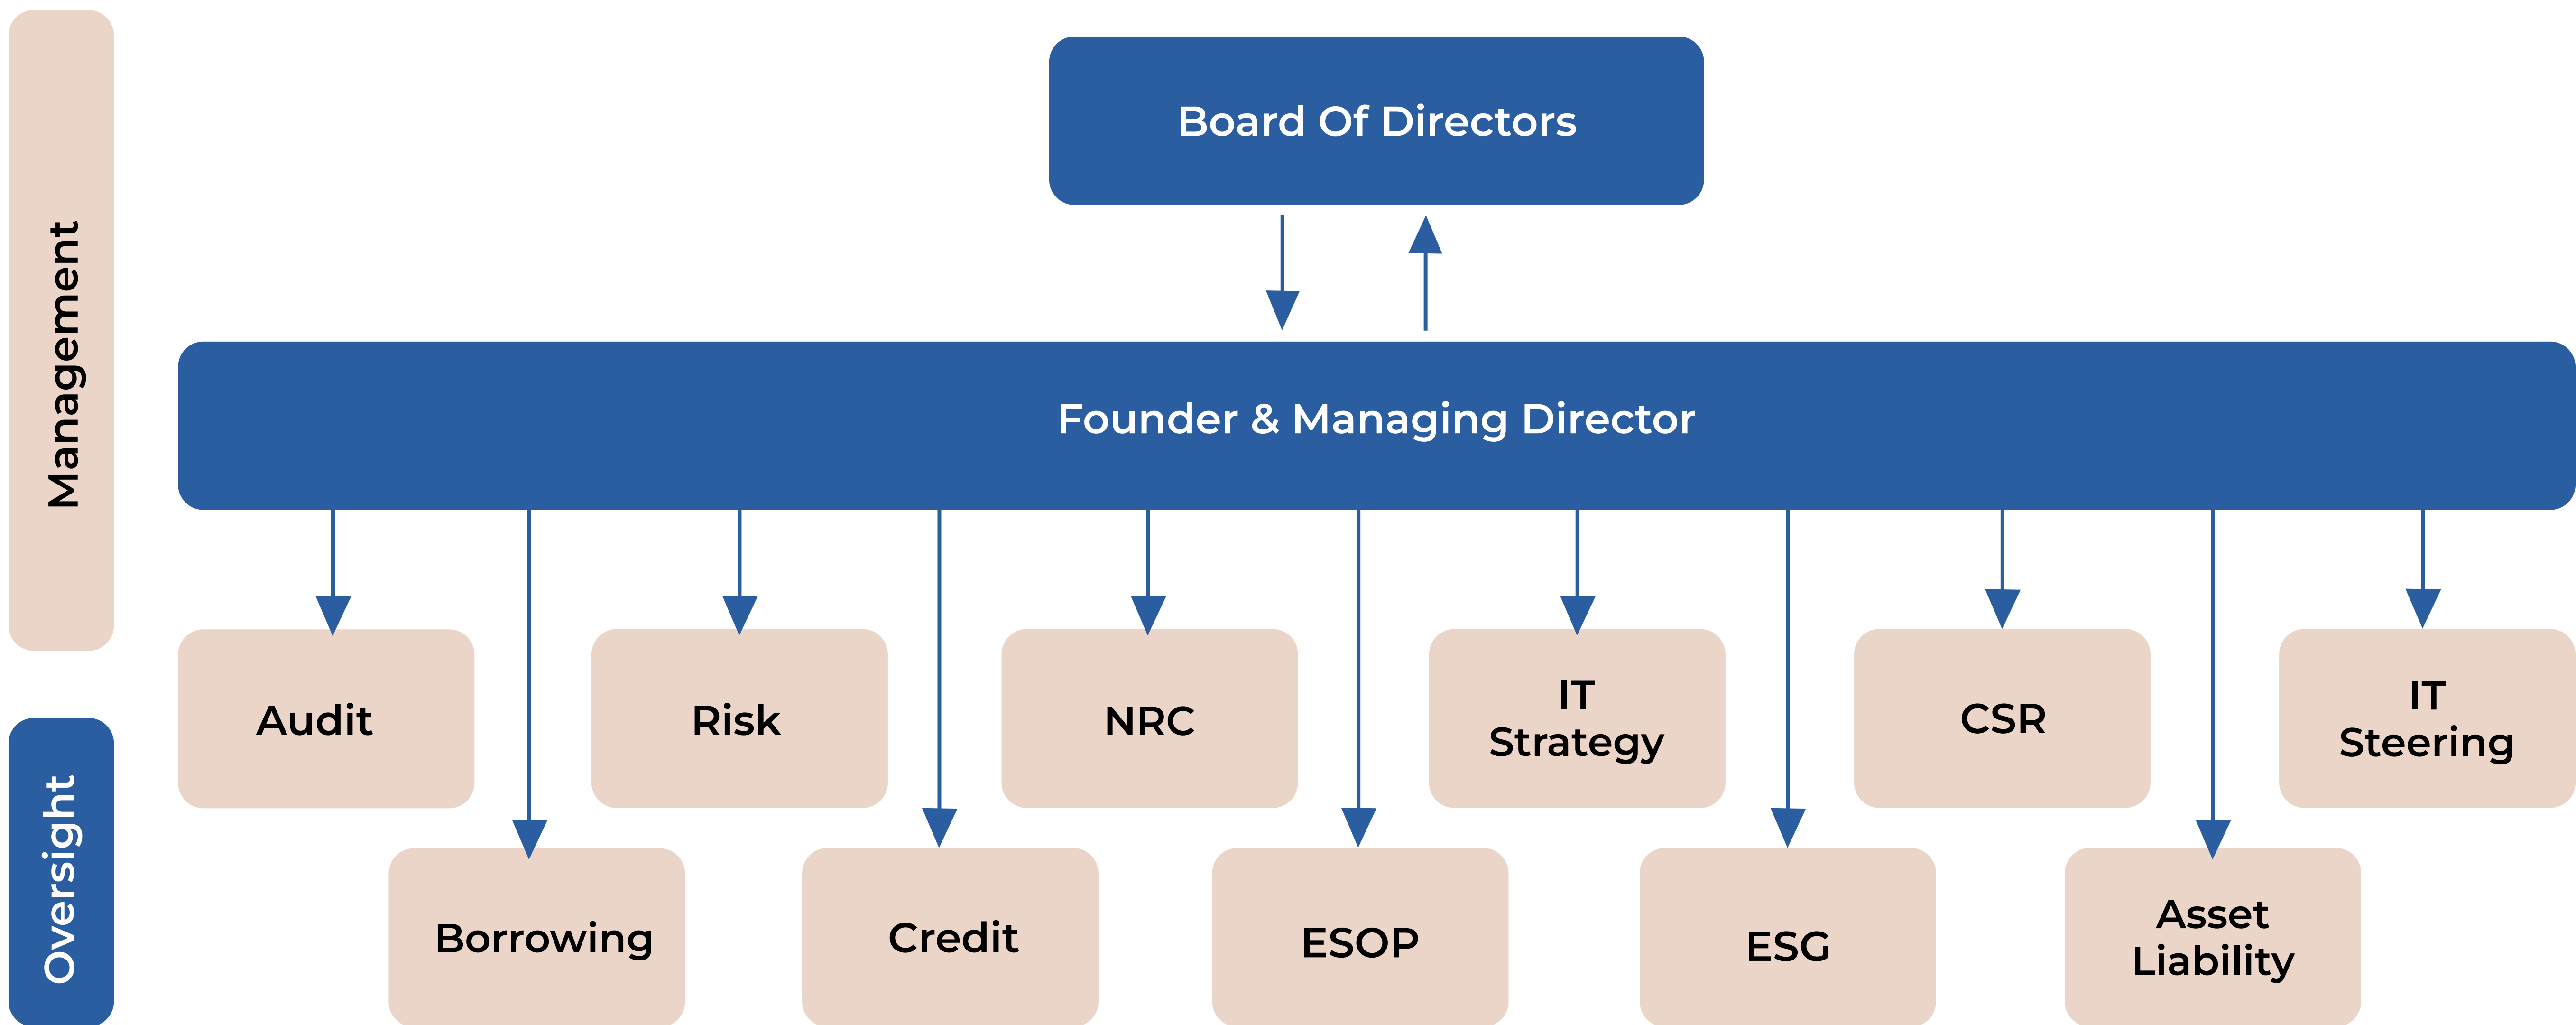 Management
Oversight
Board Of Directors
Founder & Managing Director
Audit
Risk
NRC
IT
Strategy
CSR
IT
Steering
Borrowing
Credit
ESOP
ESG
Asset
Liability